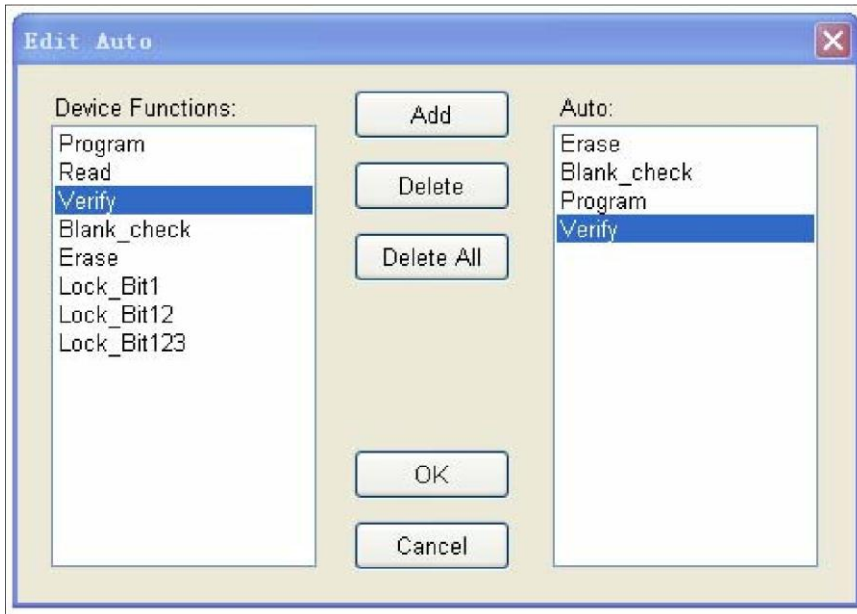 Edit Auto
Device Functions:
Program
Read
Verify
Blank_check
Erase
Lock_Bit1
Lock_Bit12
Lock_Bit123
Add
Delete
Delete All
OK
Cancel
Auto:
Erase
Blank_check
Program
Verify